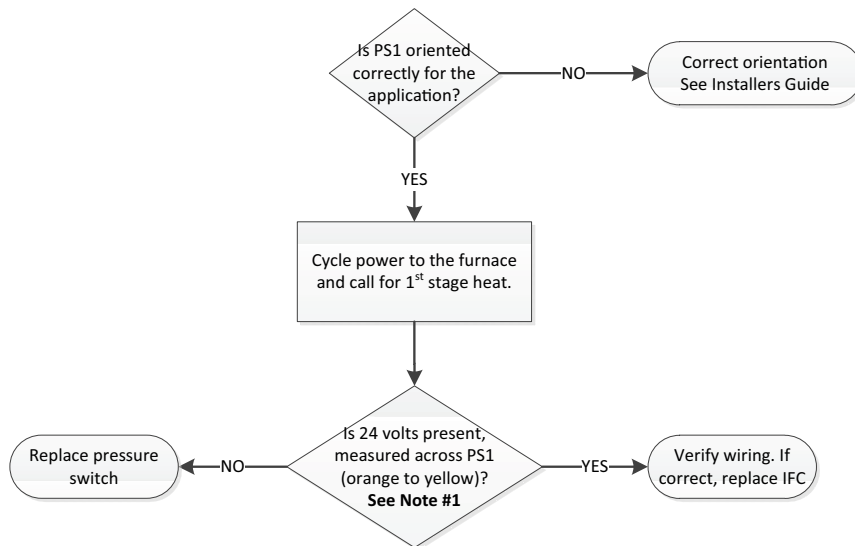 Is PS1 oriented
correctly for the
application?
NO
Correct orientation
See Installers Guide
YES
Cycle power to the furnace
and call for 1st stage heat.
Is 24 volts present,
measured across PS1
(orange to yellow)?
See Note #1
NO
Replace pressure
switch
YES
Verify wiring. If
correct, replace IFC